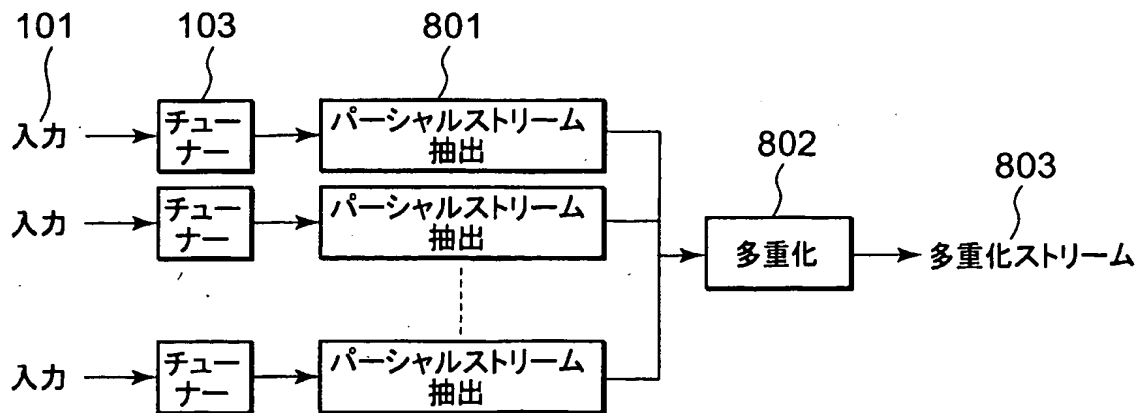 101
103
801
入力
チュー
ナー
パーシャルストリーム
抽出
802
803
入力
チュー
ナー
パーシャルストリーム
抽出
多重化
多重化ストリーム
入力
チュー
ナー
パーシャルストリーム
抽出